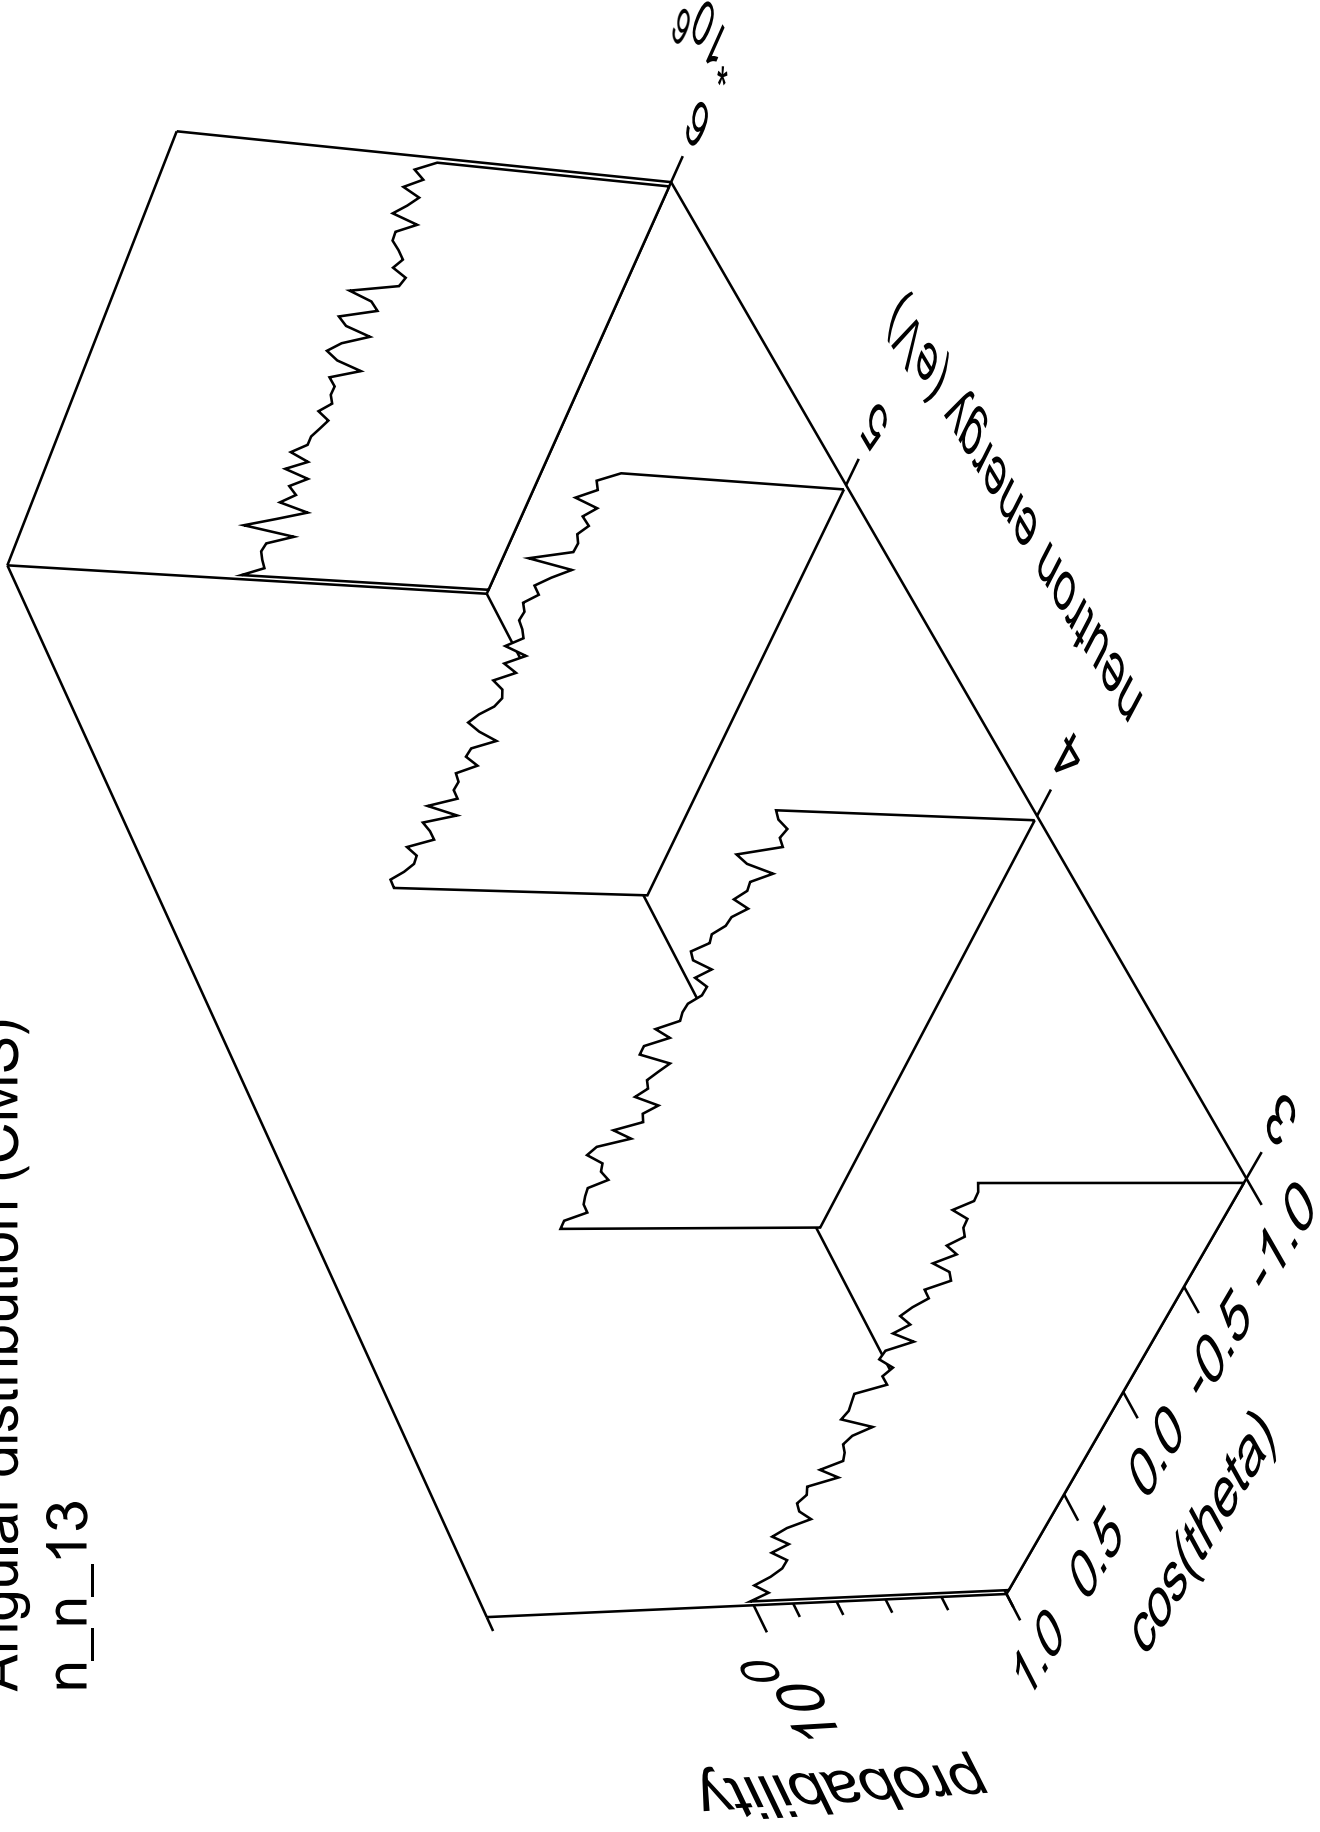 Angular distribution (CMS)
n_n_13
probability
10 0
1.0
0.5
0.0
-0.5
-1.0
cos(theta)
3
4
5
6
*10 6
neutron energy (eV)